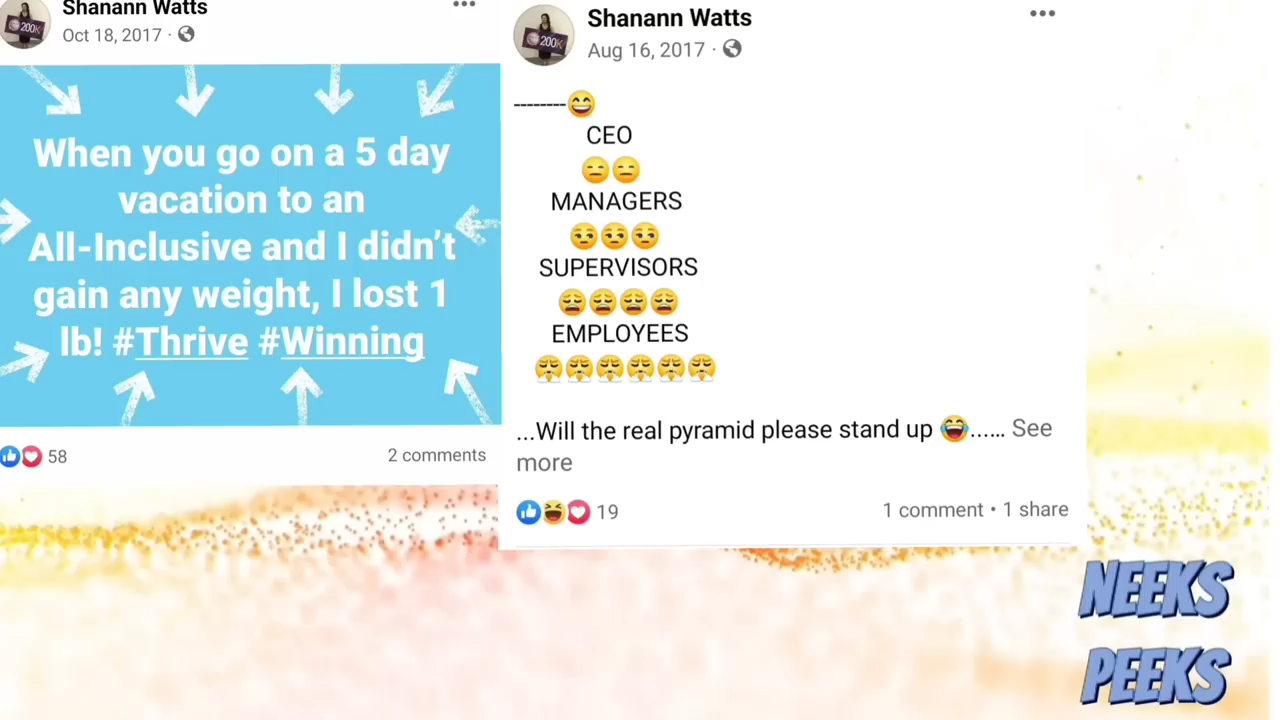 Shanann Watts
Oct 18, 2017 ·
When you go on a 5 day
vacation to an
All-Inclusive and I didn't
gain any weight, I lost 1
lb! #Thrive #Winning
58
2 comments
200K
Shanann Watts
Aug 16, 2017 ·
200K
--------😄
CEO
😑😑
MANAGERS
😒😒😒
SUPERVISORS
😩😩😩😩
EMPLOYEES
😤😤😤😤😤😤
...Will the real pyramid please stand up 😂...... See
more
19
1 comment • 1 share
NEEKS
PEEKS